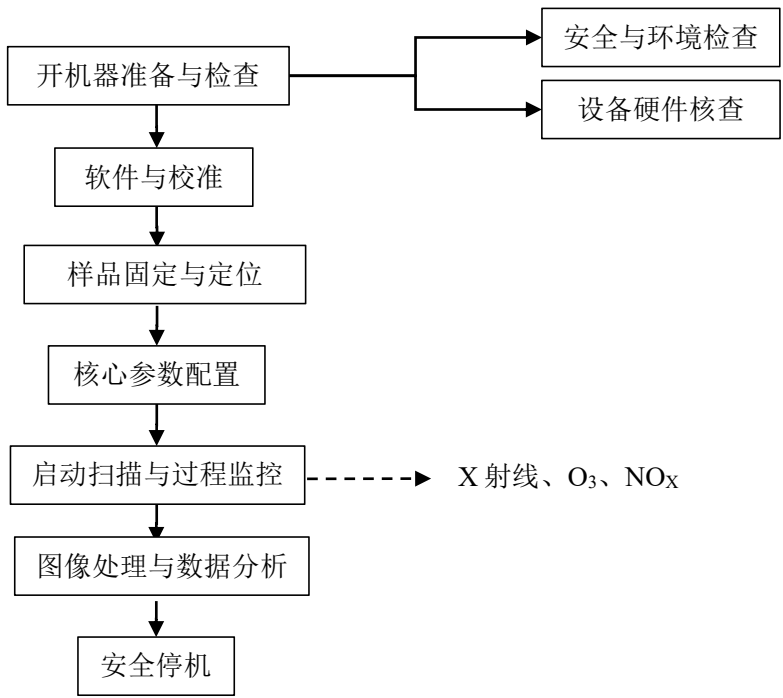 安全与环境检查
开机器准备与检查
设备硬件核查
软件与校准
样品固定与定位
核心参数配置
启动扫描与过程监控
X 射线、O₃、NOX
图像处理与数据分析
安全停机